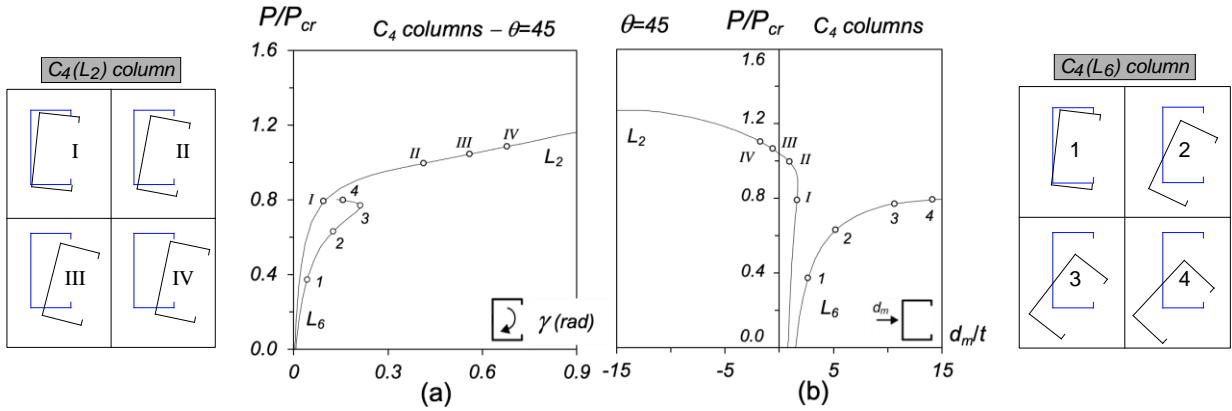 C4(L2) column
I
II
III
IV
P/Pcr
C4 columns – θ=45
1.6
1.2
0.8
0.4
0.0
0
0.3
0.6
0.9
I
II
III
IV
L2
4
3
2
1
L6
γ (rad)
(a)
θ=45
P/Pcr
C4 columns
1.6
1.2
0.8
0.4
0.0
-15
-5
5
15
L2
IV
III
II
I
1
2
3
4
L6
dm
dm/t
(b)
C4(L6) column
1
2
3
4